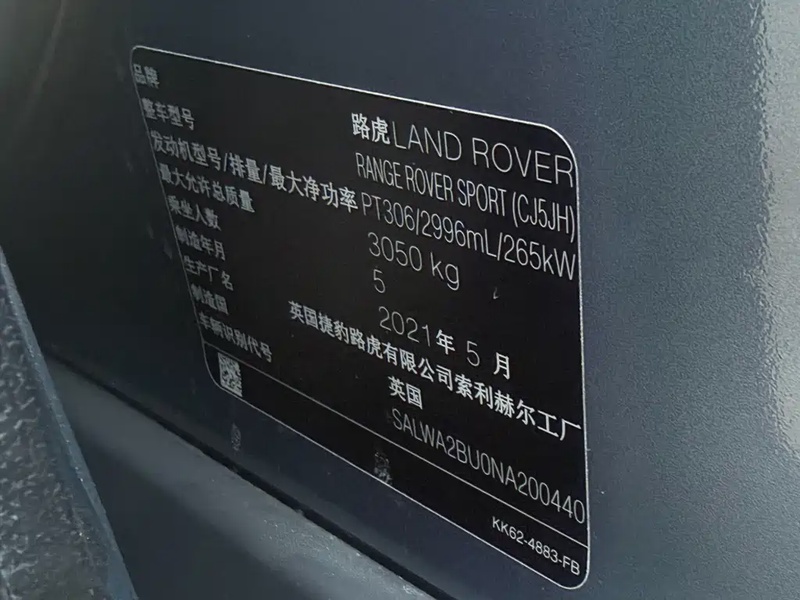 品牌 路虎LAND ROVER
整车型号 RANGE ROVER SPORT (CJ5JH)
发动机型号/排量/最大净功率 PT306/2996mL/265kW
最大允许总质量 3050 kg
乘坐人数 5
制造年月 2021年 5 月
生产厂名 英国捷豹路虎有限公司索利赫尔工厂
制造国 英国
车辆识别代号 SALWA2BU0NA200440
KK62-4883-FB